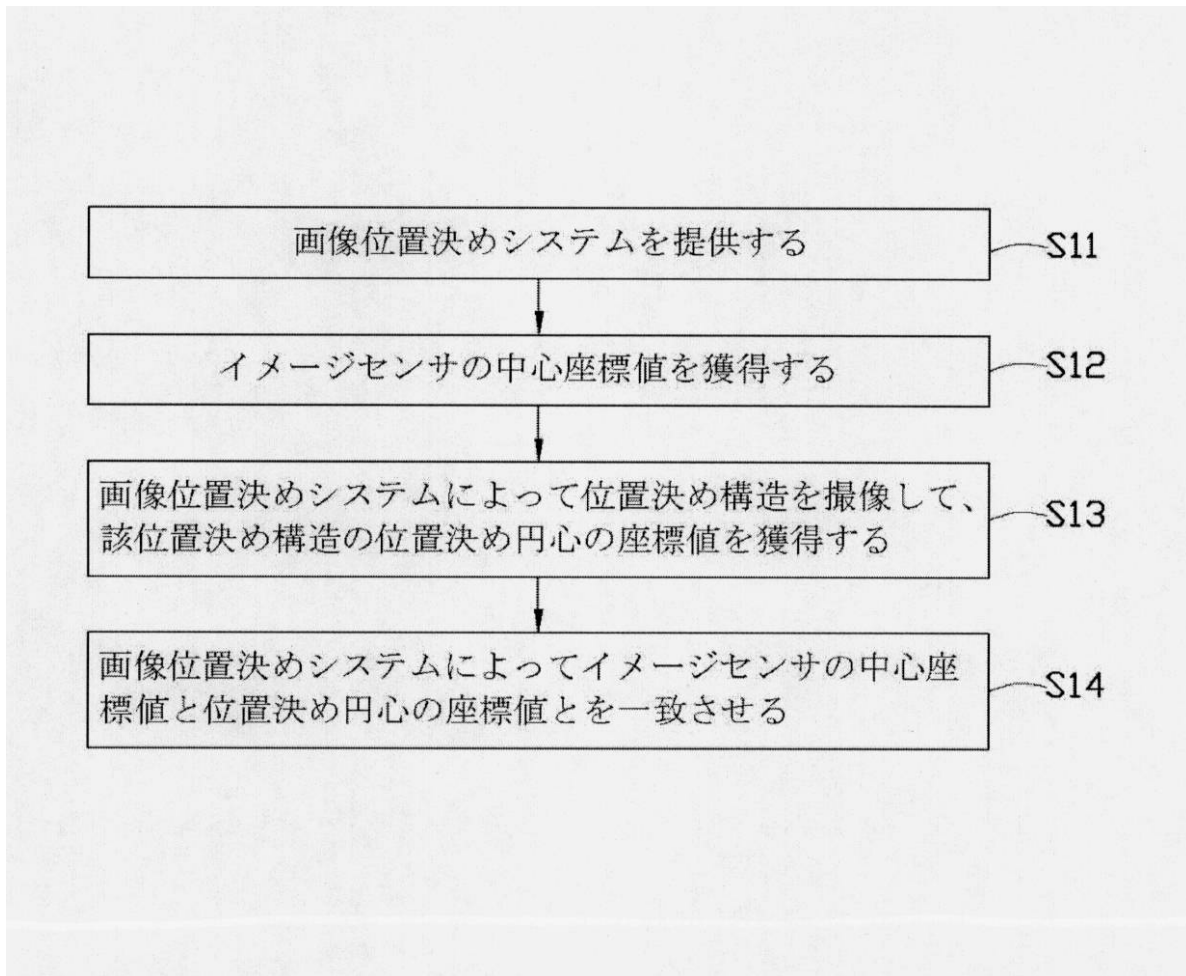 画像位置決めシステムを提供する
S11
イメージセンサの中心座標値を獲得する
S12
画像位置決めシステムによって位置決め構造を撮像して、
該位置決め構造の位置決め円心の座標値を獲得する
S13
画像位置決めシステムによってイメージセンサの中心座
標値と位置決め円心の座標値とを一致させる
S14